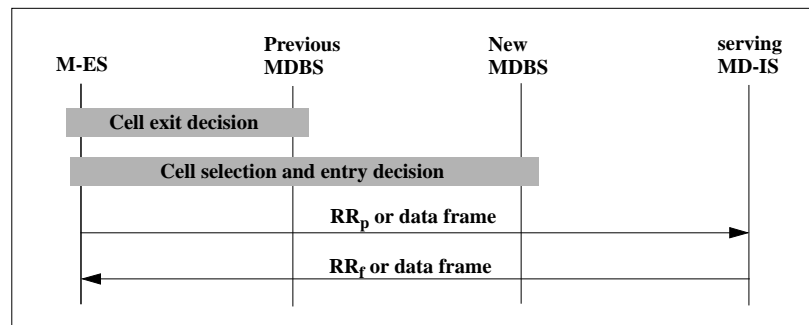 M-ES
Previous
MDBS
New
MDBS
serving
MD-IS
Cell exit decision
Cell selection and entry decision
RRp or data frame
RRf or data frame